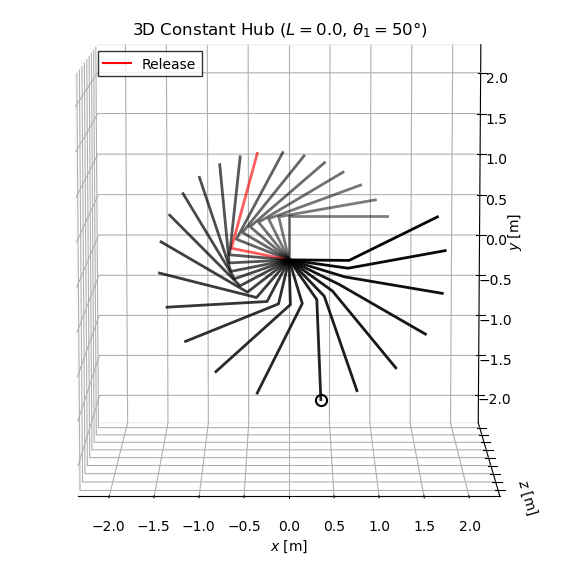 3D Constant Hub (L = 0.0, θ₁ = 50°)
Release
2.0
1.5
1.0
0.5
0.0
y [m]
−0.5
−1.0
−1.5
−2.0
z [m]
−2.0 −1.5 −1.0 −0.5 0.0 0.5 1.0 1.5 2.0
x [m]